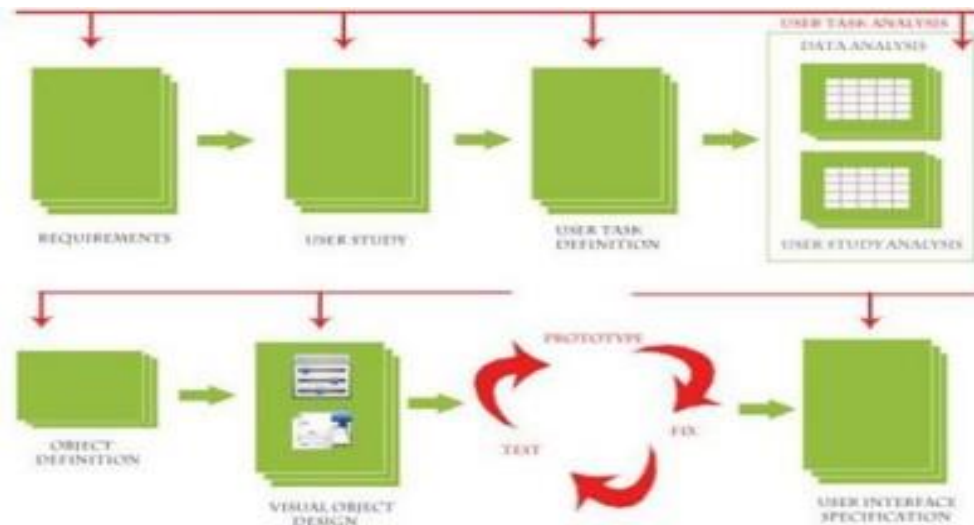 USER TASK ANALYSIS
DATA ANALYSIS
REQUIREMENTS
USER STUDY
USER TASK
DEFINITION
USER STUDY ANALYSIS
PROTOTYPE
FIX
TEST
OBJECT
DEFINITION
VISUAL OBJECT
DESIGN
USER INTERFACE
SPECIFICATION